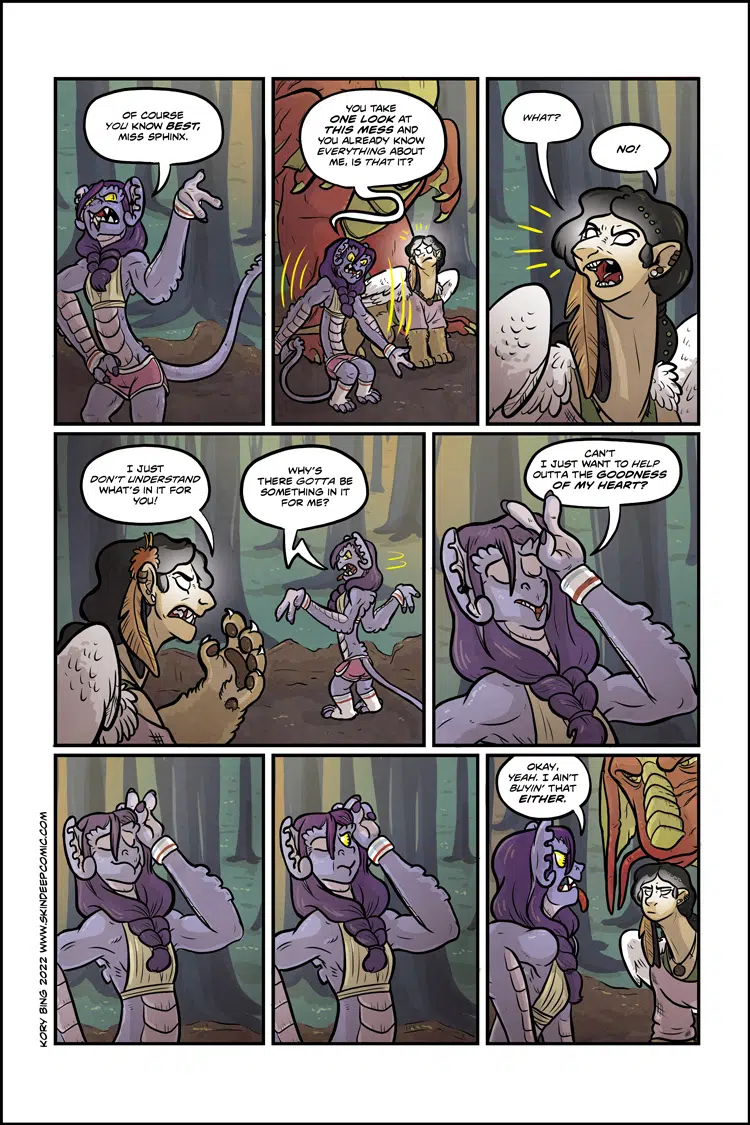 OF COURSE
YOU KNOW BEST,
MISS SPHINX.
YOU TAKE
ONE LOOK AT
THIS MESS AND
YOU ALREADY KNOW
EVERYTHING ABOUT
ME, IS THAT IT?
WHAT?
NO!
I JUST
DON'T UNDERSTAND
WHAT'S IN IT FOR
YOU!
WHY'S
THERE GOTTA BE
SOMETHING IN IT
FOR ME?
CAN'T
I JUST WANT TO HELP
OUTTA THE GOODNESS
OF MY HEART?
OKAY,
YEAH. I AIN'T
BUYIN' THAT
EITHER.
KORY BING 2022 WWW.SKINDEEPCOMIC.COM